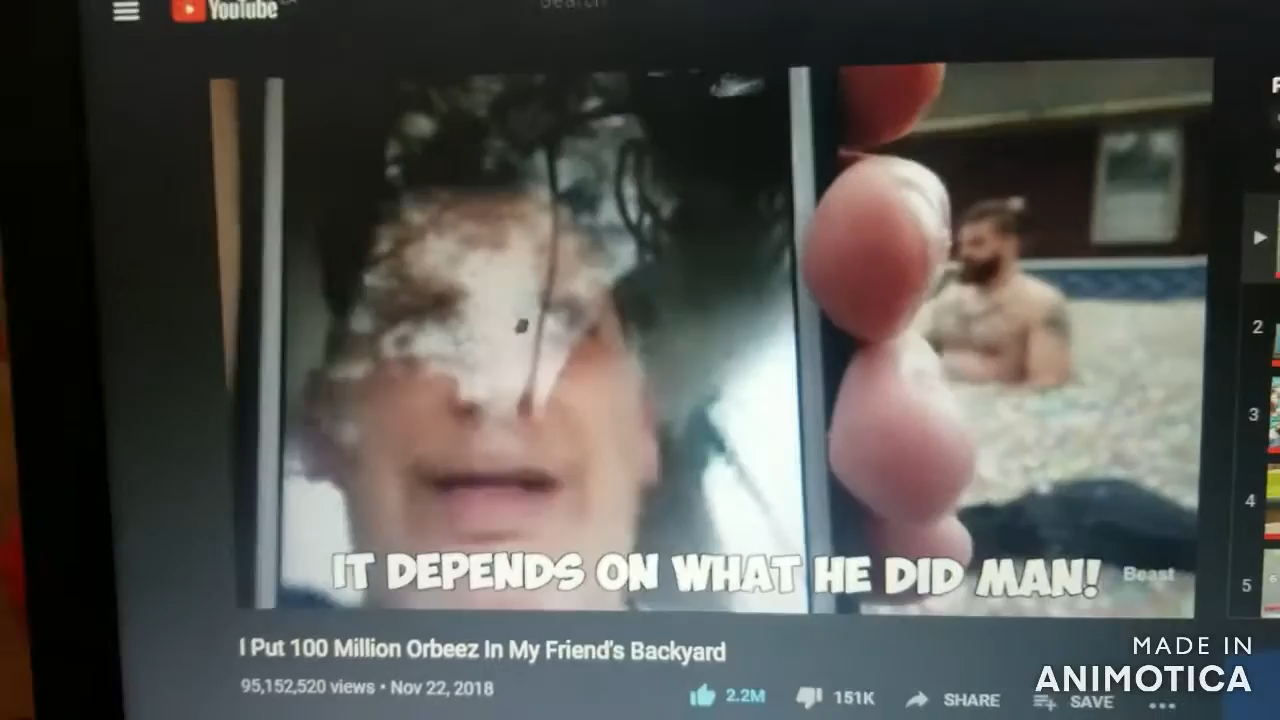 YouTube
Search
IT DEPENDS ON WHAT HE DID MAN!
Beast
I Put 100 Million Orbeez In My Friend's Backyard
95,152,520 views • Nov 22, 2018
2.2M 151K SHARE SAVE
2
3
4
5
MADE IN
ANIMOTICA